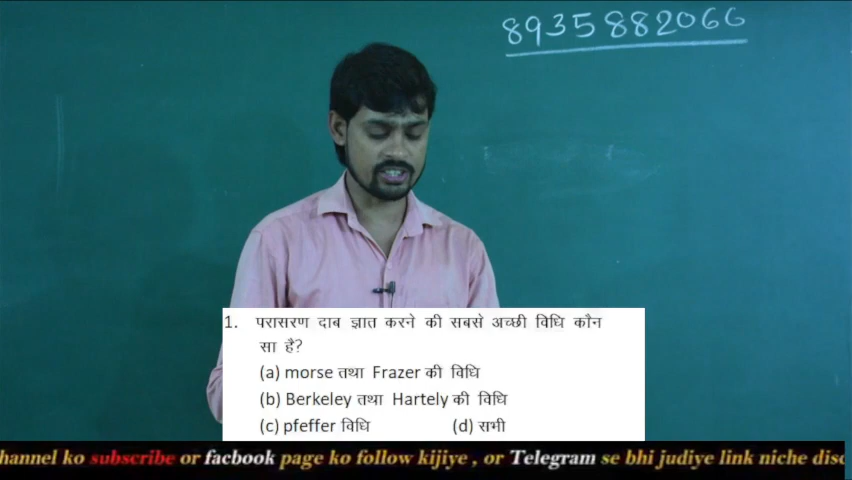 8935882066
1. परासरण दाब ज्ञात करने की सबसे अच्छी विधि कौन
सा है?
(a) morse तथा Frazer की विधि
(b) Berkeley तथा Hartely की विधि
(c) pfeffer विधि (d) सभी
hannel ko subscribe or facbook page ko follow kijiye , or Telegram se bhi judiye link niche disc